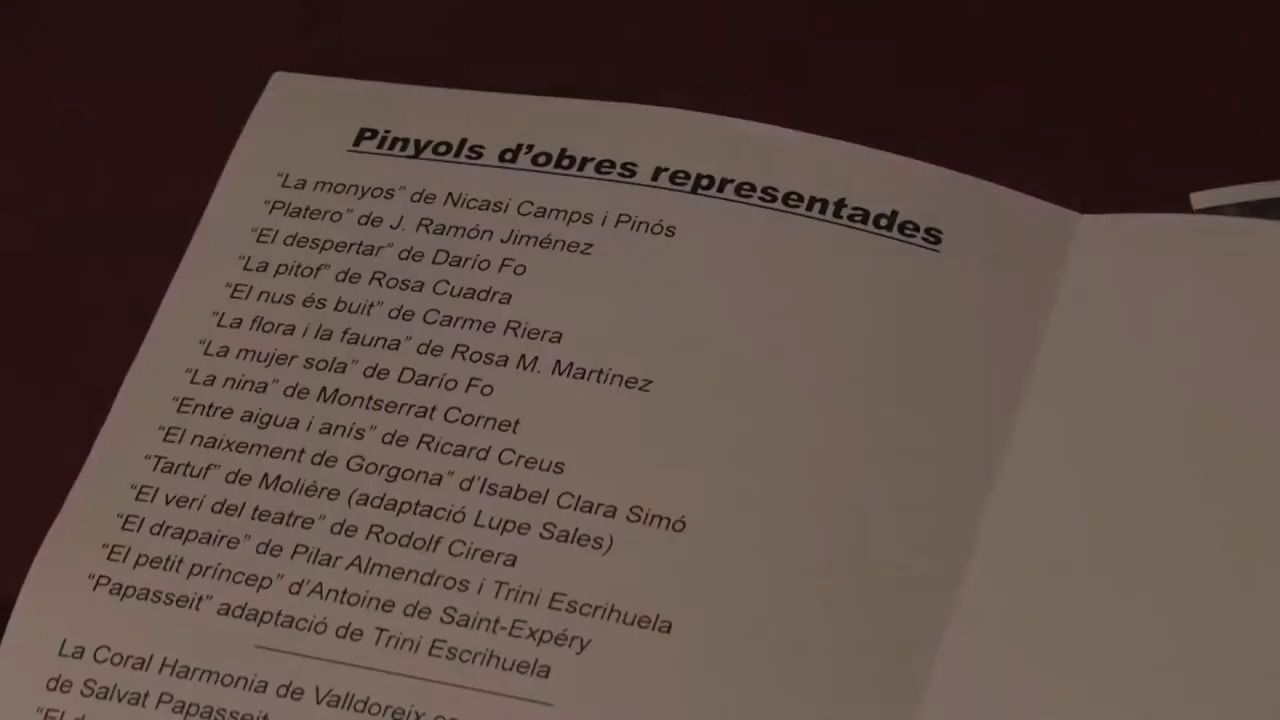 Pinyols d'obres representades
"La monyos" de Nicasi Camps i Pinós
"Platero" de J. Ramón Jiménez
"El despertar" de Darío Fo
"La pitof" de Rosa Cuadra
"El nus és buit" de Carme Riera
"La flora i la fauna" de Rosa M. Martínez
"La mujer sola" de Darío Fo
"La nina" de Montserrat Cornet
"Entre aigua i anís" de Ricard Creus
"El naixement de Gorgona" d'Isabel Clara Simó
"Tartuf" de Molière (adaptació Lupe Sales)
"El verí del teatre" de Rodolf Cirera
"El drapaire" de Pilar Almendros i Trini Escrihuela
"El petit príncep" d'Antoine de Saint-Expéry
"Papasseit" adaptació de Trini Escrihuela
La Coral Harmonia de Valldoreix
de Salvat Papasseit